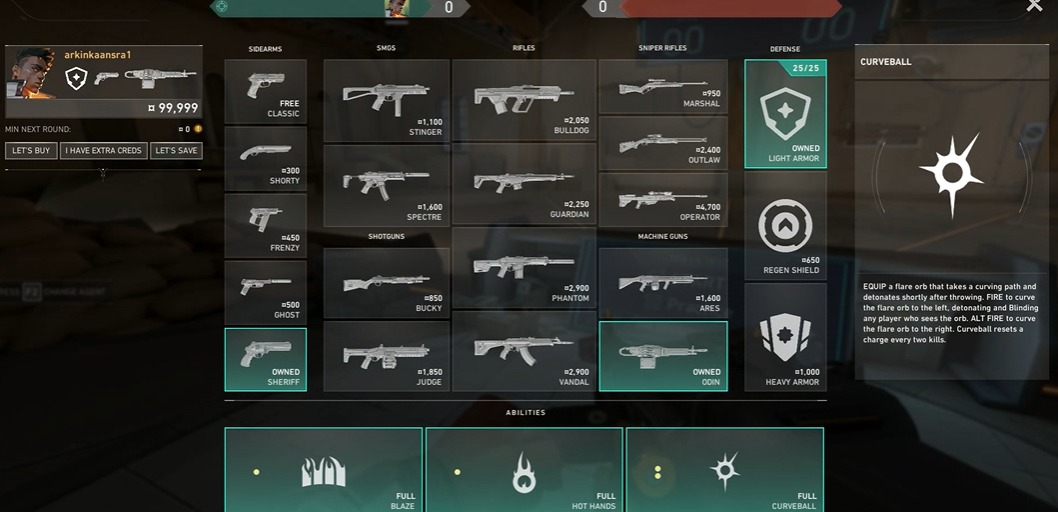 0
0
arkinkaansra1
¤ 99,999
MIN NEXT ROUND:
¤ 0
LET'S BUY
I HAVE EXTRA CREDS
LET'S SAVE
PRESS F3 CHANGE AGENT
SIDEARMS
FREE
CLASSIC
¤300
SHORTY
¤450
FRENZY
¤500
GHOST
OWNED
SHERIFF
SMGS
¤1,100
STINGER
¤1,600
SPECTRE
SHOTGUNS
¤850
BUCKY
¤1,850
JUDGE
RIFLES
¤2,050
BULLDOG
¤2,250
GUARDIAN
¤2,900
PHANTOM
¤2,900
VANDAL
SNIPER RIFLES
¤950
MARSHAL
¤2,400
OUTLAW
¤4,700
OPERATOR
MACHINE GUNS
¤1,600
ARES
OWNED
ODIN
DEFENSE
25/25
OWNED
LIGHT ARMOR
¤650
REGEN SHIELD
¤1,000
HEAVY ARMOR
CURVEBALL
EQUIP a flare orb that takes a curving path and
detonates shortly after throwing. FIRE to curve
the flare orb to the left, detonating and Blinding
any player who sees the orb. ALT FIRE to curve
the flare orb to the right. Curveball resets a
charge every two kills.
ABILITIES
FULL
BLAZE
FULL
HOT HANDS
FULL
CURVEBALL